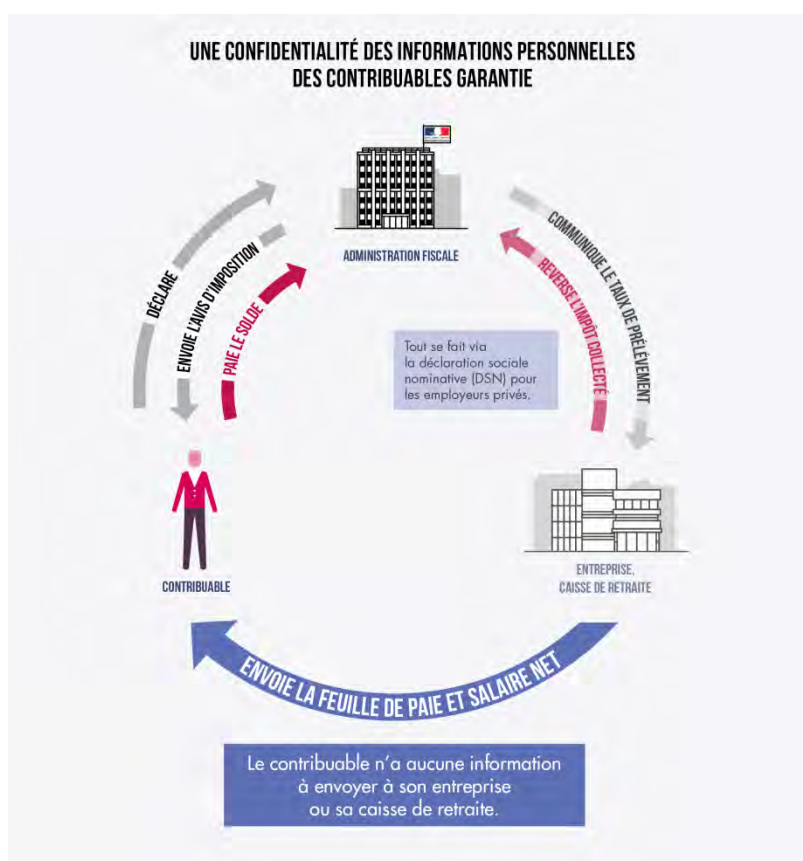 UNE CONFIDENTIALITÉ DES INFORMATIONS PERSONNELLES
DES CONTRIBUABLES GARANTIE
ADMINISTRATION FISCALE
DÉCLARE
ENVOIE L'AVIS D'IMPOSITION
PAIE LE SOLDE
COMMUNIQUE LE TAUX DE PRÉLÈVEMENT
REVERSE L'IMPÔT COLLECTÉ
Tout se fait via
la déclaration sociale
nominative (DSN) pour
les employeurs privés.
CONTRIBUABLE
ENTREPRISE,
CAISSE DE RETRAITE
ENVOIE LA FEUILLE DE PAIE ET SALAIRE NET
Le contribuable n'a aucune information
à envoyer à son entreprise
ou sa caisse de retraite.